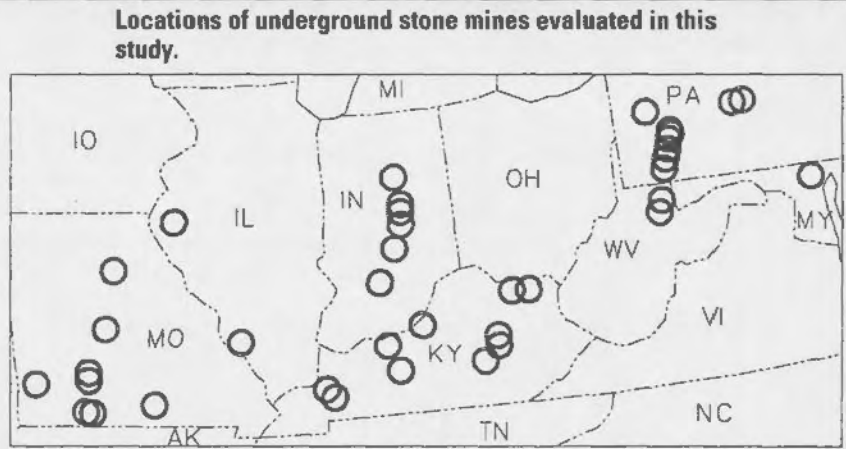 Locations of underground stone mines evaluated in this
study.
MI
PA
IO
OH
IL
IN
MY
WV
VI
MO
KY
AK
TN
NC